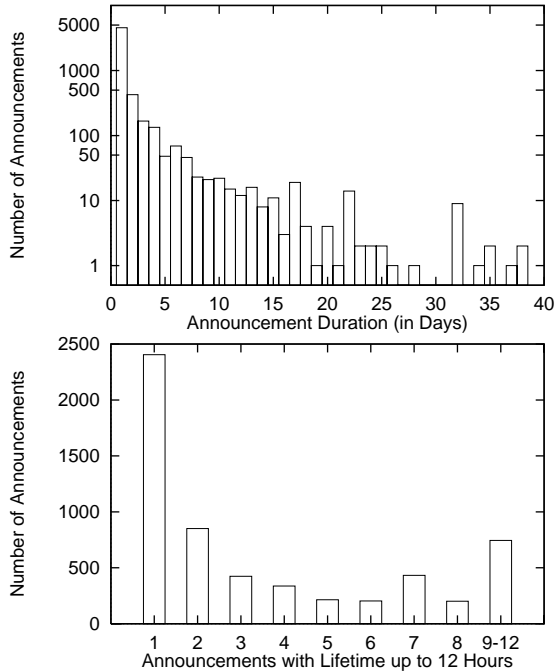 Number of Announcements
5000
1000
500
100
50
10
1
0 5 10 15 20 25 30 35 40
Announcement Duration (in Days)
Number of Announcements
2500
2000
1500
1000
500
0
1 2 3 4 5 6 7 8 9-12
Announcements with Lifetime up to 12 Hours